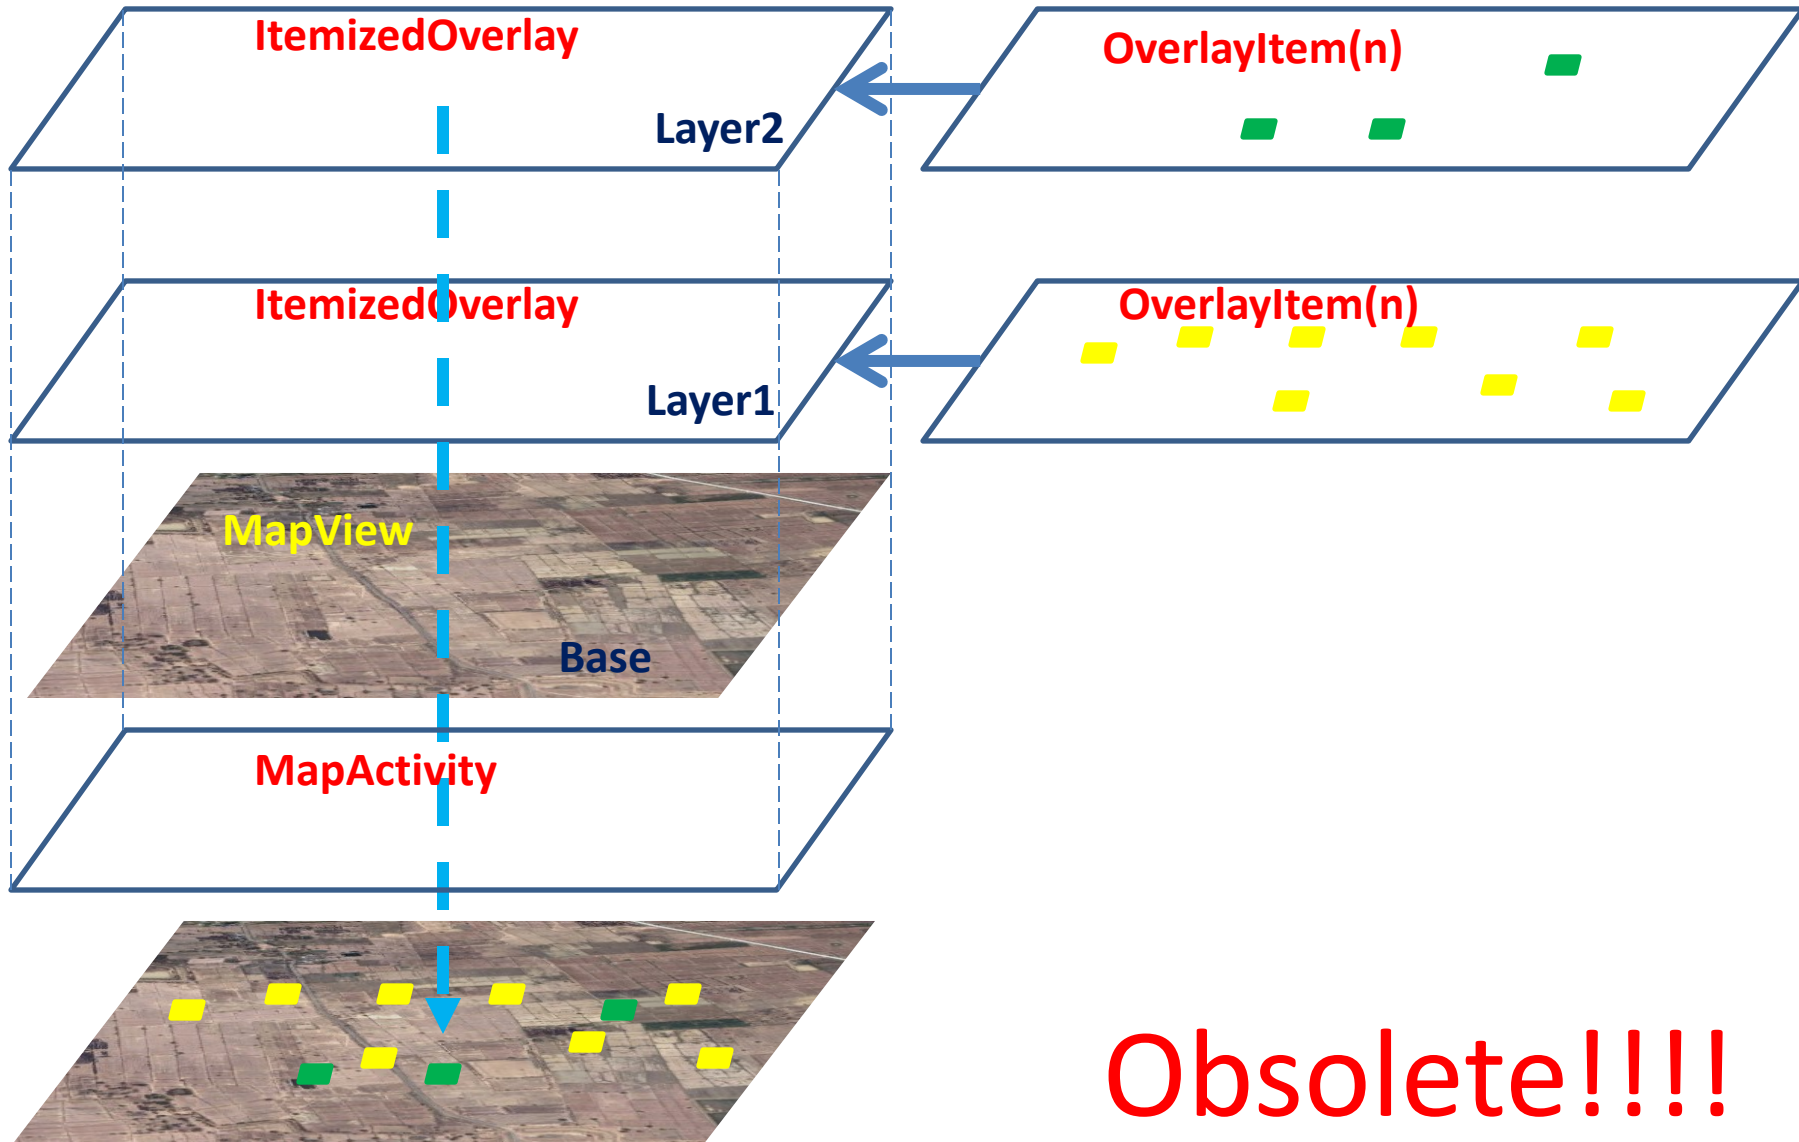 ItemizedOverlay
OverlayItem(n)
Layer2
ItemizedOverlay
OverlayItem(n)
Layer1
MapView
Base
MapActivity
Obsolete!!!!